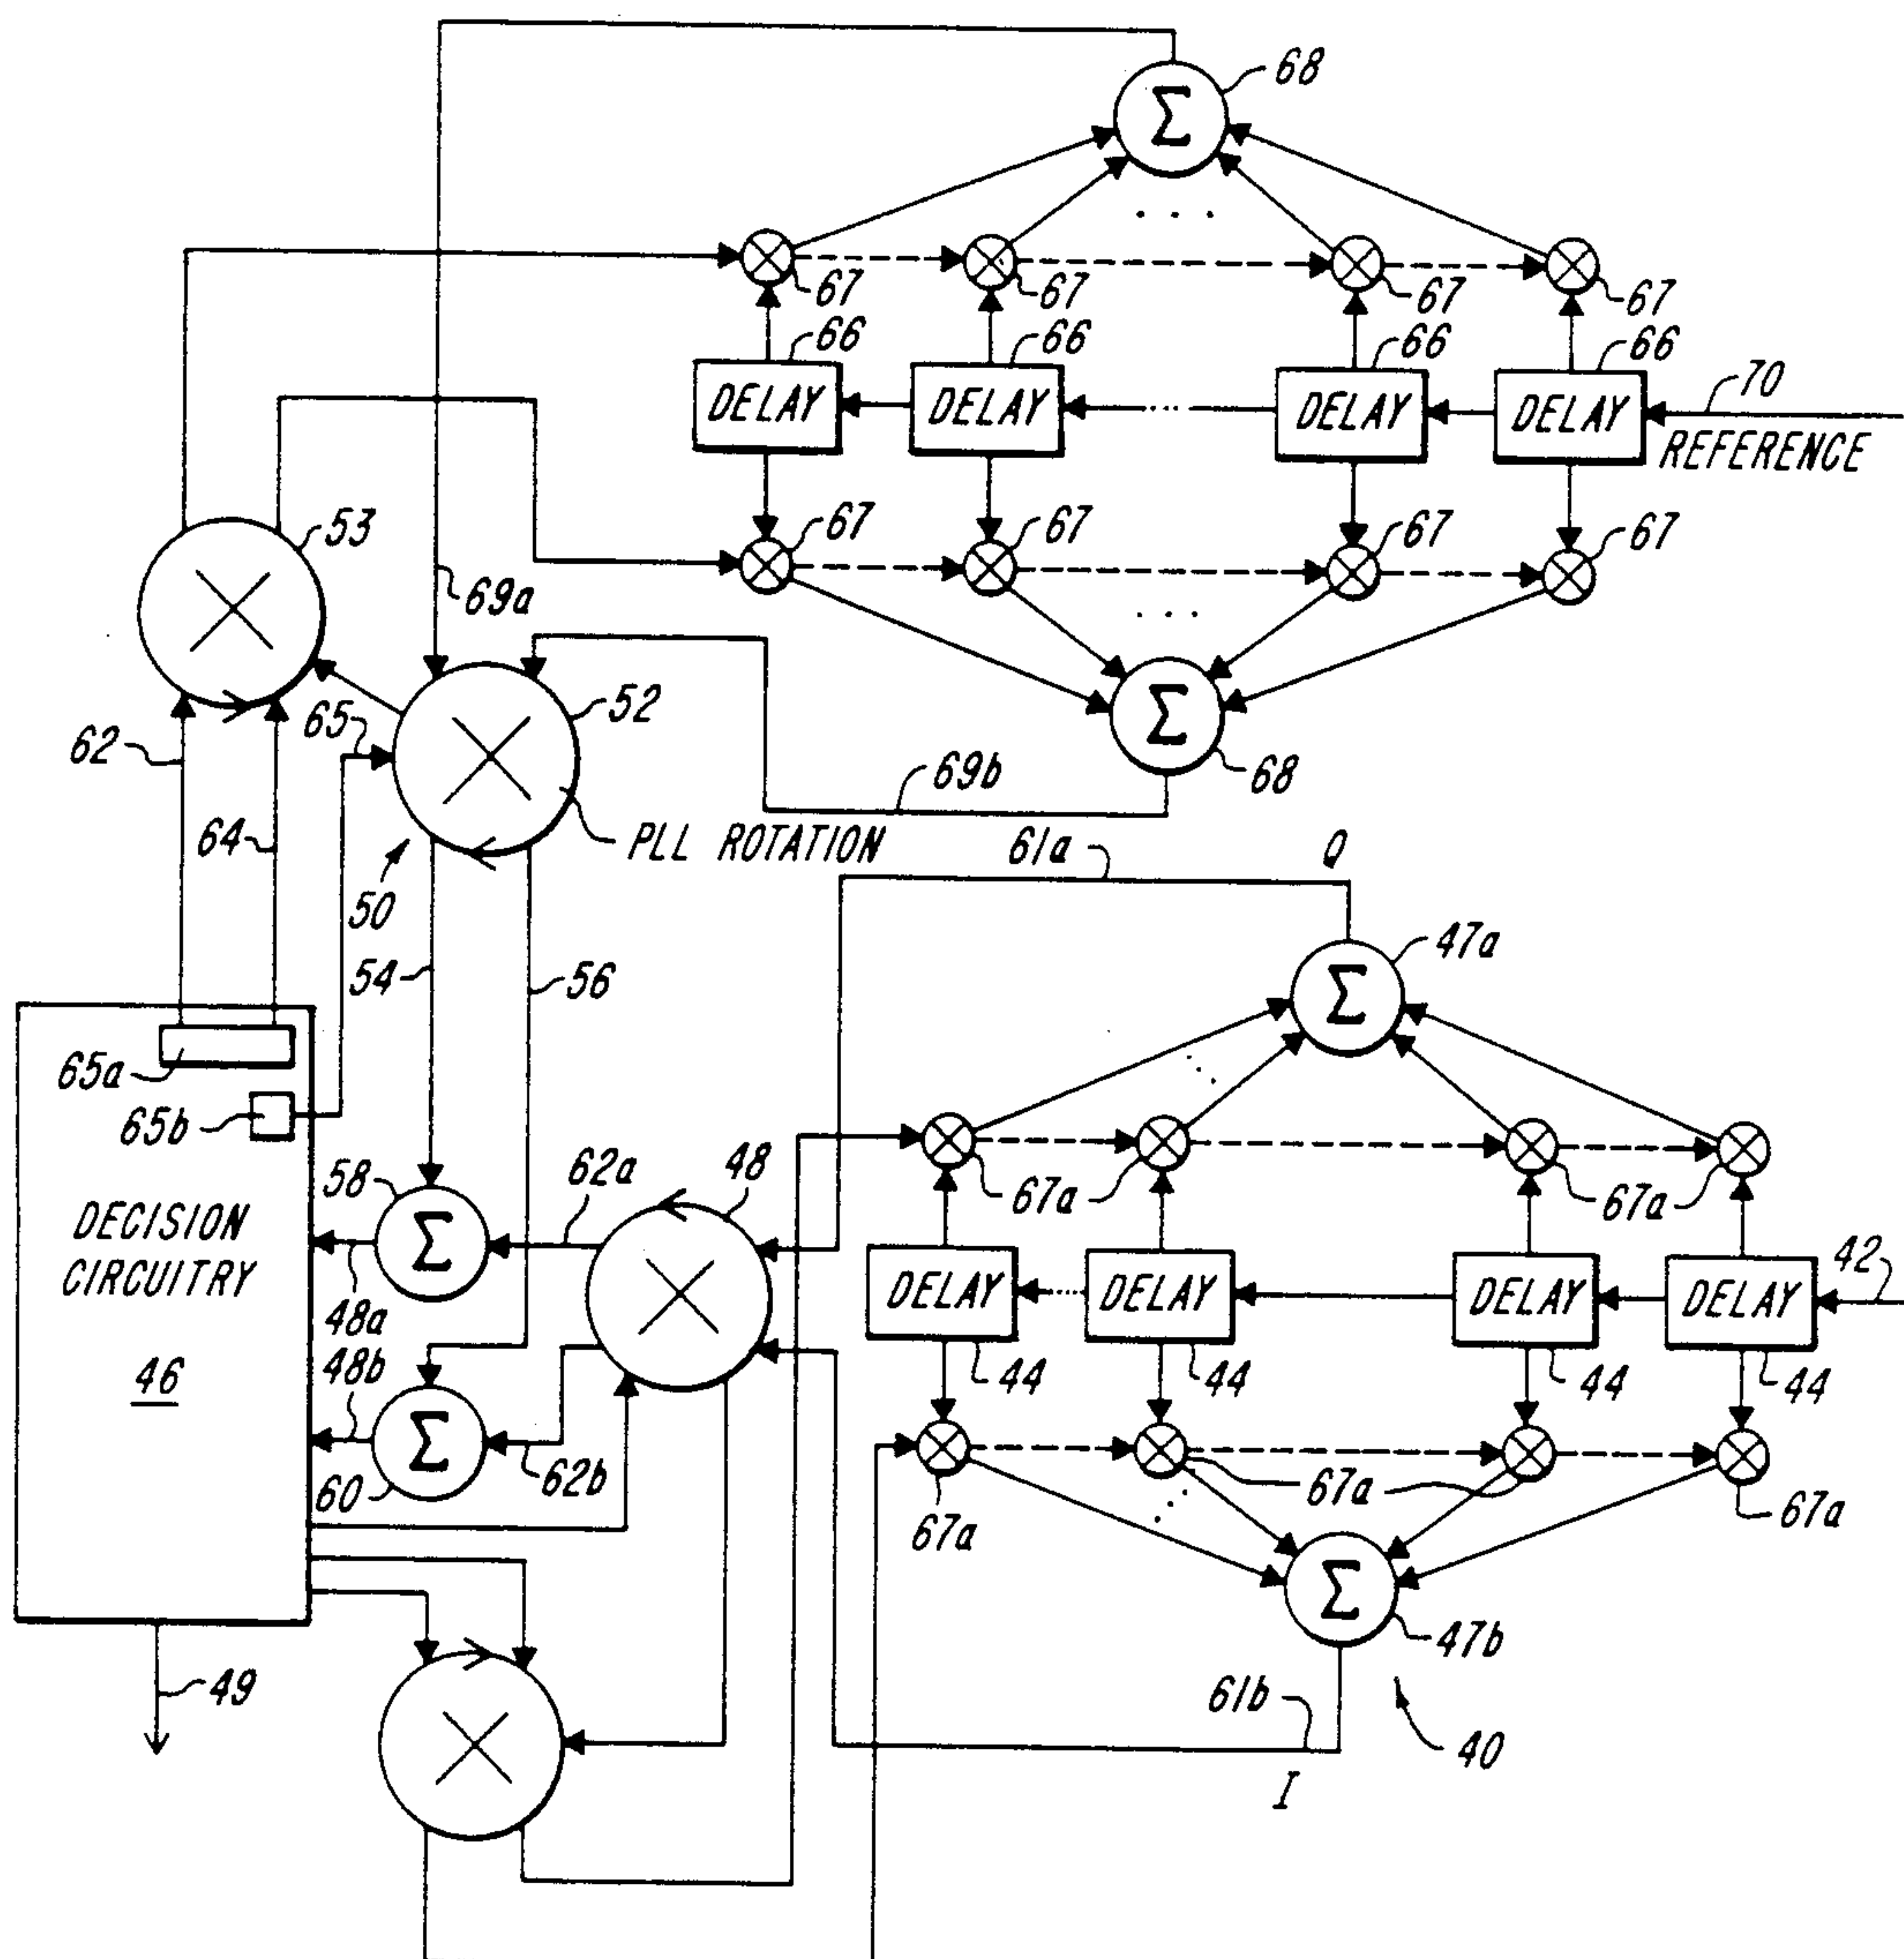 68
Σ
. . .
67
67
67
67
66
66
66
66
DELAY
DELAY
...
DELAY
DELAY
70
REFERENCE
53
67
67
67
67
69a
. . .
52
Σ
68
62
65
69b
64
PLL ROTATION
50
61a
Q
54
56
47a
Σ
65a
65b
67a
67a
58
62a
48
DECISION
CIRCUITRY
Σ
DELAY
...
DELAY
DELAY
DELAY
42
48a
44
44
44
44
48b
46
Σ
60
62b
67a
67a
67a
Σ
47b
49
61b
40
I